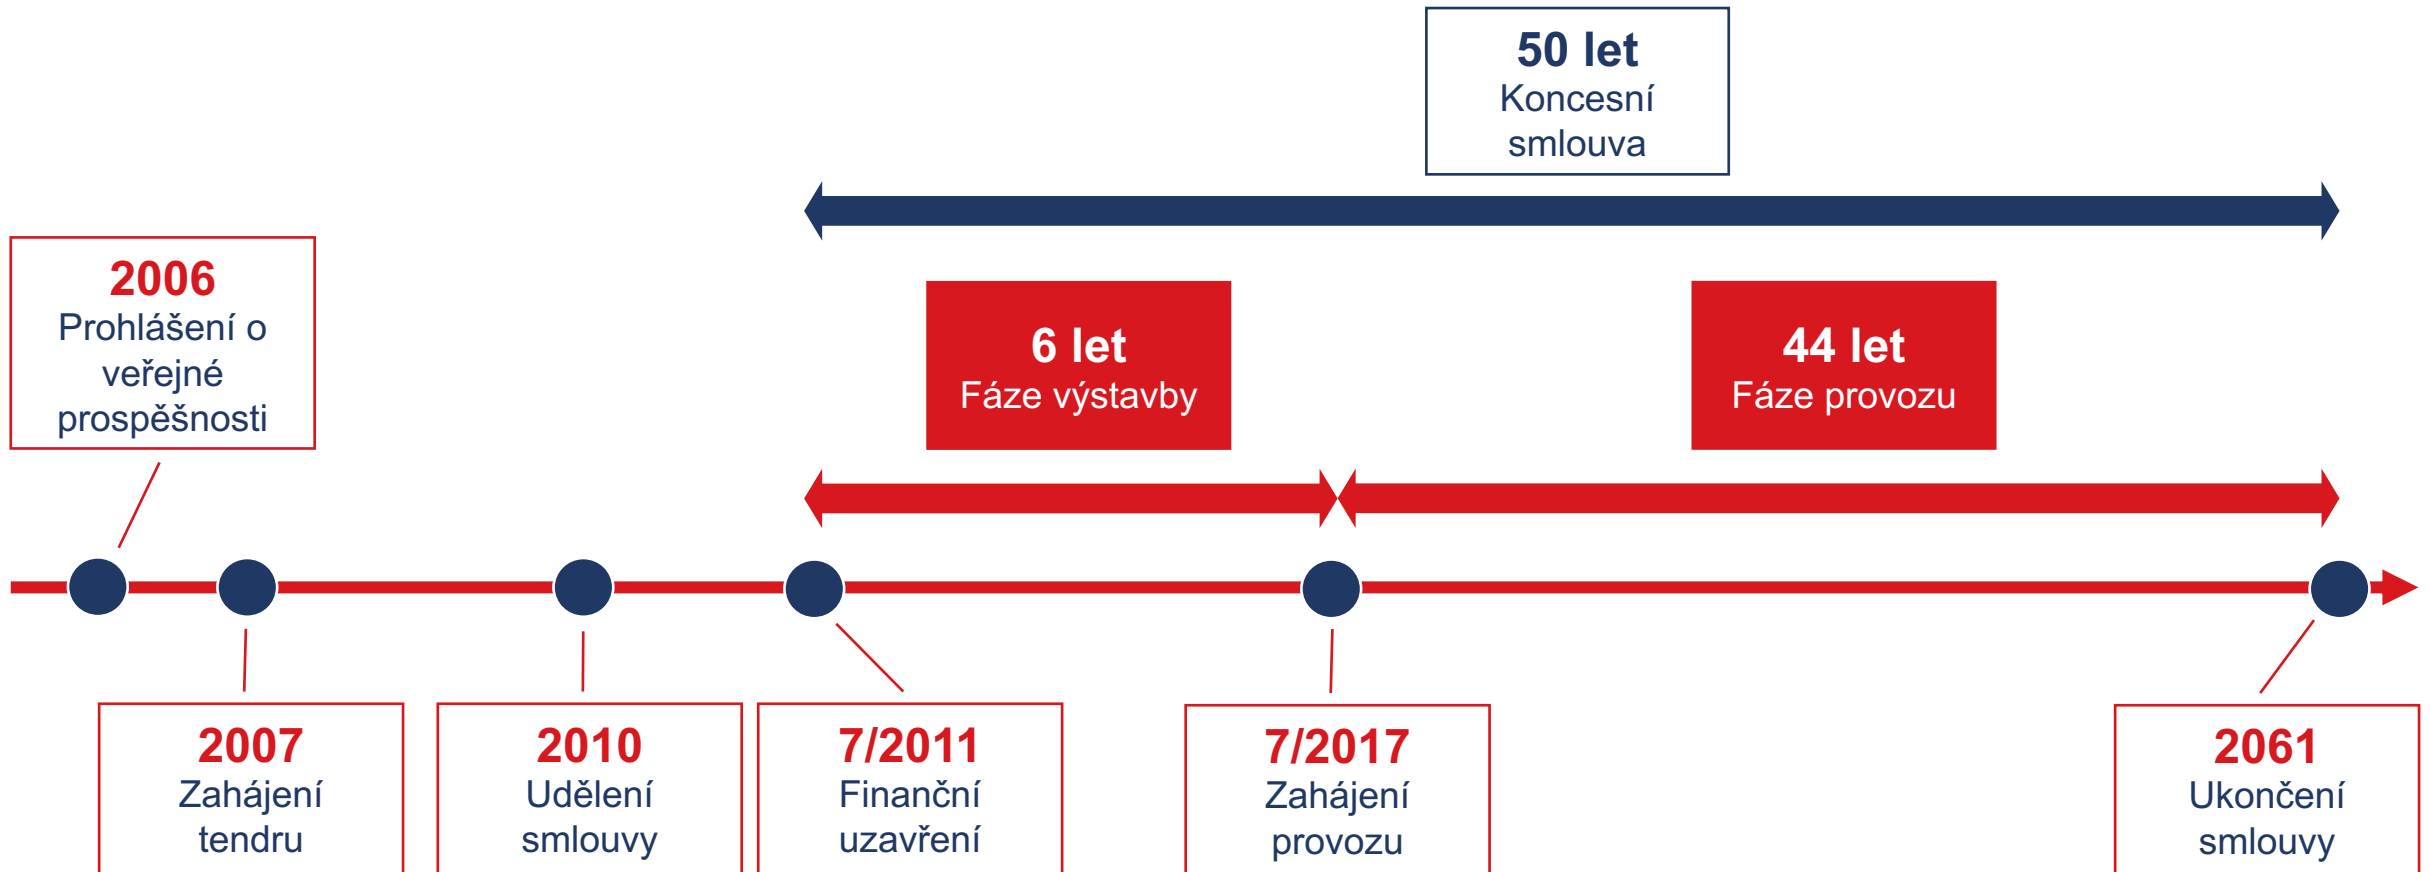 50 let
Koncesní
smlouva
2006
Prohlášení o
veřejné
prospěšnosti
6 let
Fáze výstavby
44 let
Fáze provozu
2007
Zahájení
tendru
2010
Udělení
smlouvy
7/2011
Finanční
uzavření
7/2017
Zahájení
provozu
2061
Ukončení
smlouvy